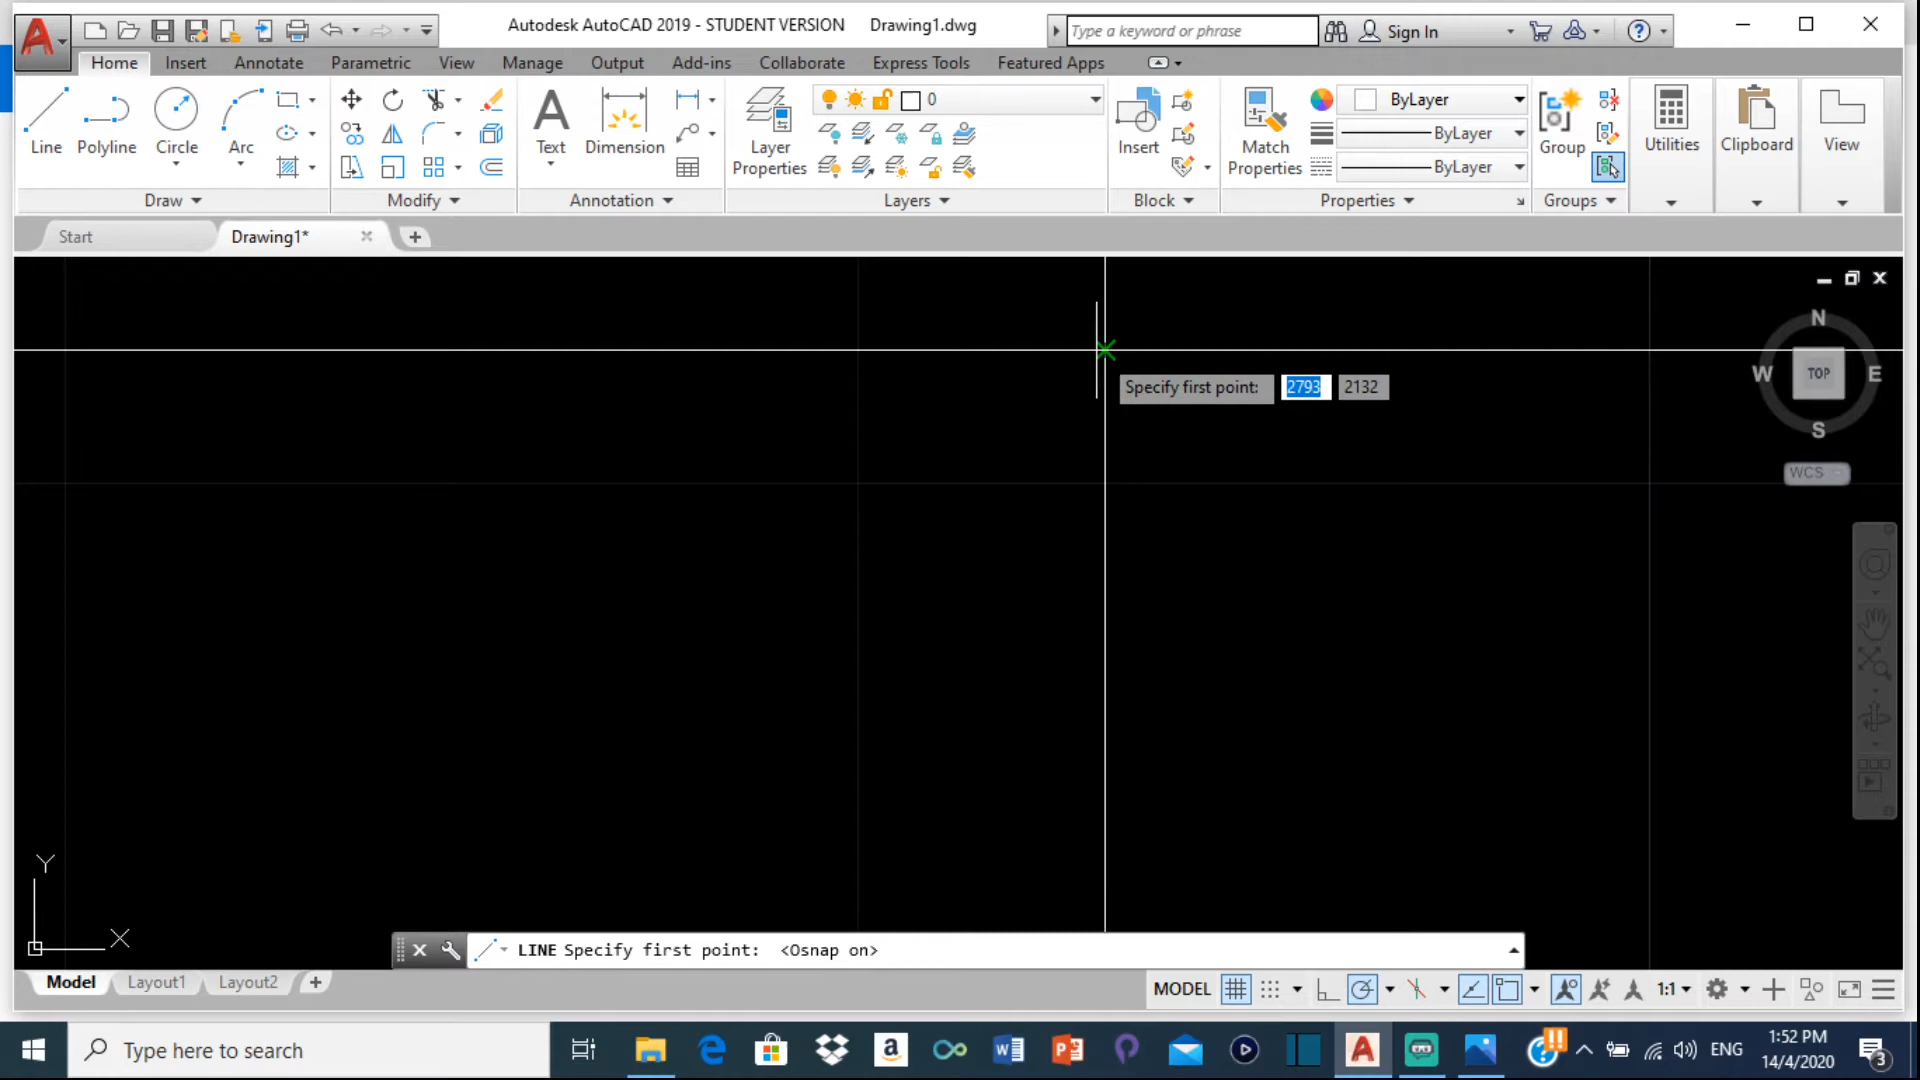 Autodesk AutoCAD 2019 - STUDENT VERSION Drawing1.dwg
Type a keyword or phrase
Sign In
Home Insert Annotate Parametric View Manage Output Add-ins Collaborate Express Tools Featured Apps
Line Polyline Circle Arc
Draw
Modify
Text Dimension
Annotation
Layer Properties
0
Layers
Insert
Block
Match Properties
ByLayer
ByLayer
ByLayer
Properties
Group
Groups
Utilities
Clipboard
View
Start
Drawing1*
N
W TOP E
S
WCS
Specify first point: 2793 2132
Y
X
LINE Specify first point: <Osnap on>
Model Layout1 Layout2
MODEL
1:1
Type here to search
ENG
1:52 PM
14/4/2020
3